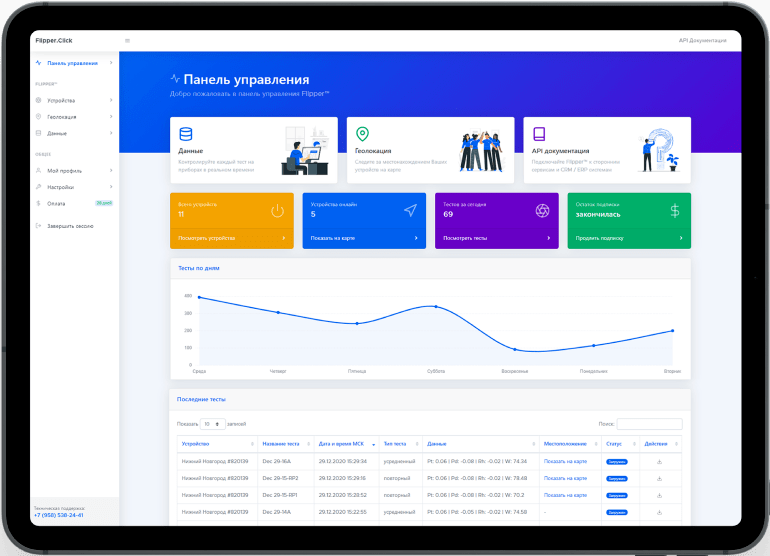 Flipper.Click
API Документация
Панель управления
FLIPPER™
Устройства
Геолокация
Данные
ОБЩИЕ
Мой профиль
Настройки
Оплата
Завершить сессию
Техническая поддержка:
+7 (958) 538-24-41
Панель управления
Добро пожаловать в панель управления Flipper™
Данные
Контролируйте каждый тест на
приборах в реальном времени
Геолокация
Следите за местонахождением Ваших
устройств на карте
API документация
Подключайте Flipper™ к сторонним
сервисам и CRM / ERP системам
Всего устройств
11
Посмотреть устройства
Устройства онлайн
5
Показать на карте
Тестов за сегодня
69
Посмотреть тесты
Остаток подписки
закончилась
Продлить подписку
Тесты по дням
400
300
200
100
0
Среда
Четверг
Пятница
Суббота
Воскресенье
Понедельник
Вторник
Последние тесты
Показать 10 записей
Поиск:
Устройство Название теста Дата и время МСК Тип теста Данные Местоположение Статус Действия
Нижний Новгород #820139 Dec 29-16A 29.12.2020 15:29:34 усредненный Pt: 0.06 | Pd: -0.08 | Rh: -0.02 | W: 74.34 Показать на карте Загружен
Нижний Новгород #820139 Dec 29-15-RP2 29.12.2020 15:29:16 повторный Pt: 0.06 | Pd: -0.08 | Rh: -0.02 | W: 79.48 Показать на карте Загружен
Нижний Новгород #820139 Dec 29-15-RP1 29.12.2020 15:28:52 повторный Pt: 0.06 | Pd: -0.08 | Rh: -0.02 | W: 70.2 Показать на карте Загружен
Нижний Новгород #820139 Dec 29-14A 29.12.2020 15:22:55 усредненный Pt: 0.06 | Pd: -0.05 | Rh: -0.02 | W: 74.58 - Загружен